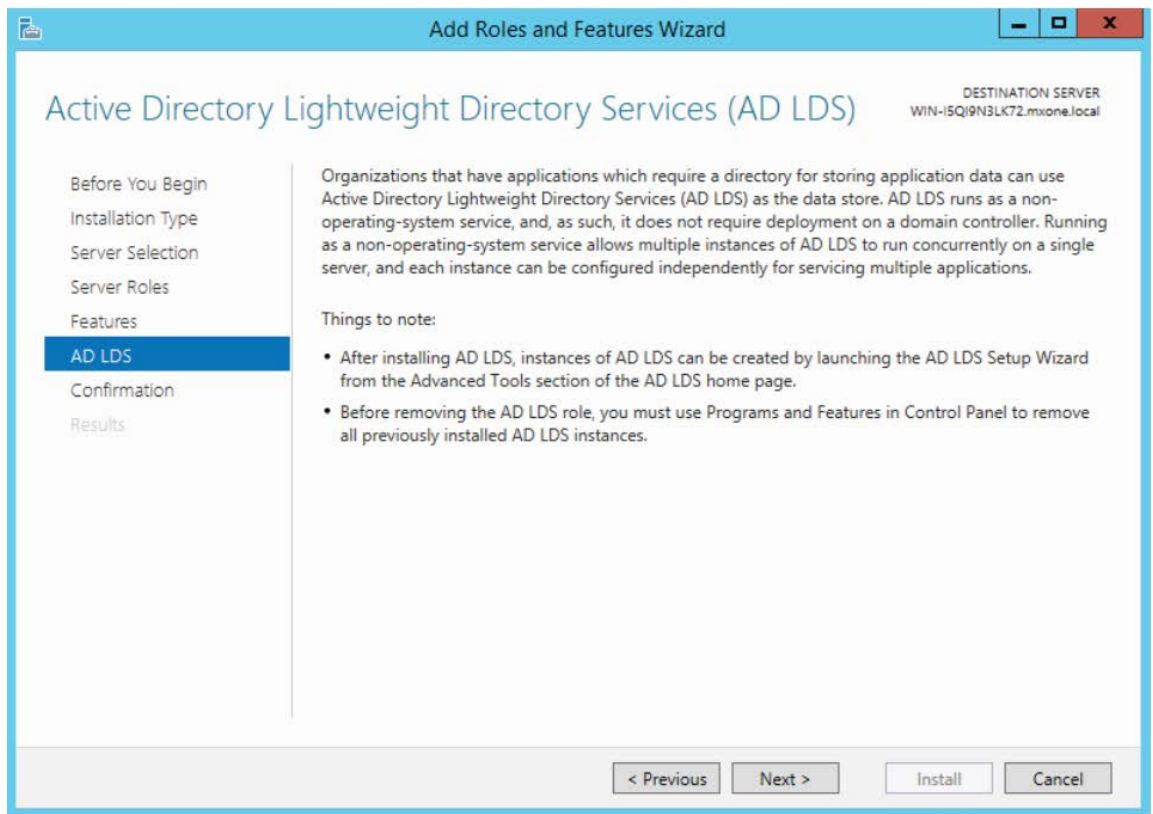 Add Roles and Features Wizard
Active Directory Lightweight Directory Services (AD LDS)
DESTINATION SERVER
WIN-I5QI9N3LK72.mxone.local
Before You Begin
Installation Type
Server Selection
Server Roles
Features
AD LDS
Confirmation
Results
Organizations that have applications which require a directory for storing application data can use
Active Directory Lightweight Directory Services (AD LDS) as the data store. AD LDS runs as a non-
operating-system service, and, as such, it does not require deployment on a domain controller. Running
as a non-operating-system service allows multiple instances of AD LDS to run concurrently on a single
server, and each instance can be configured independently for servicing multiple applications.
Things to note:
• After installing AD LDS, instances of AD LDS can be created by launching the AD LDS Setup Wizard
from the Advanced Tools section of the AD LDS home page.
• Before removing the AD LDS role, you must use Programs and Features in Control Panel to remove
all previously installed AD LDS instances.
< Previous
Next >
Install
Cancel